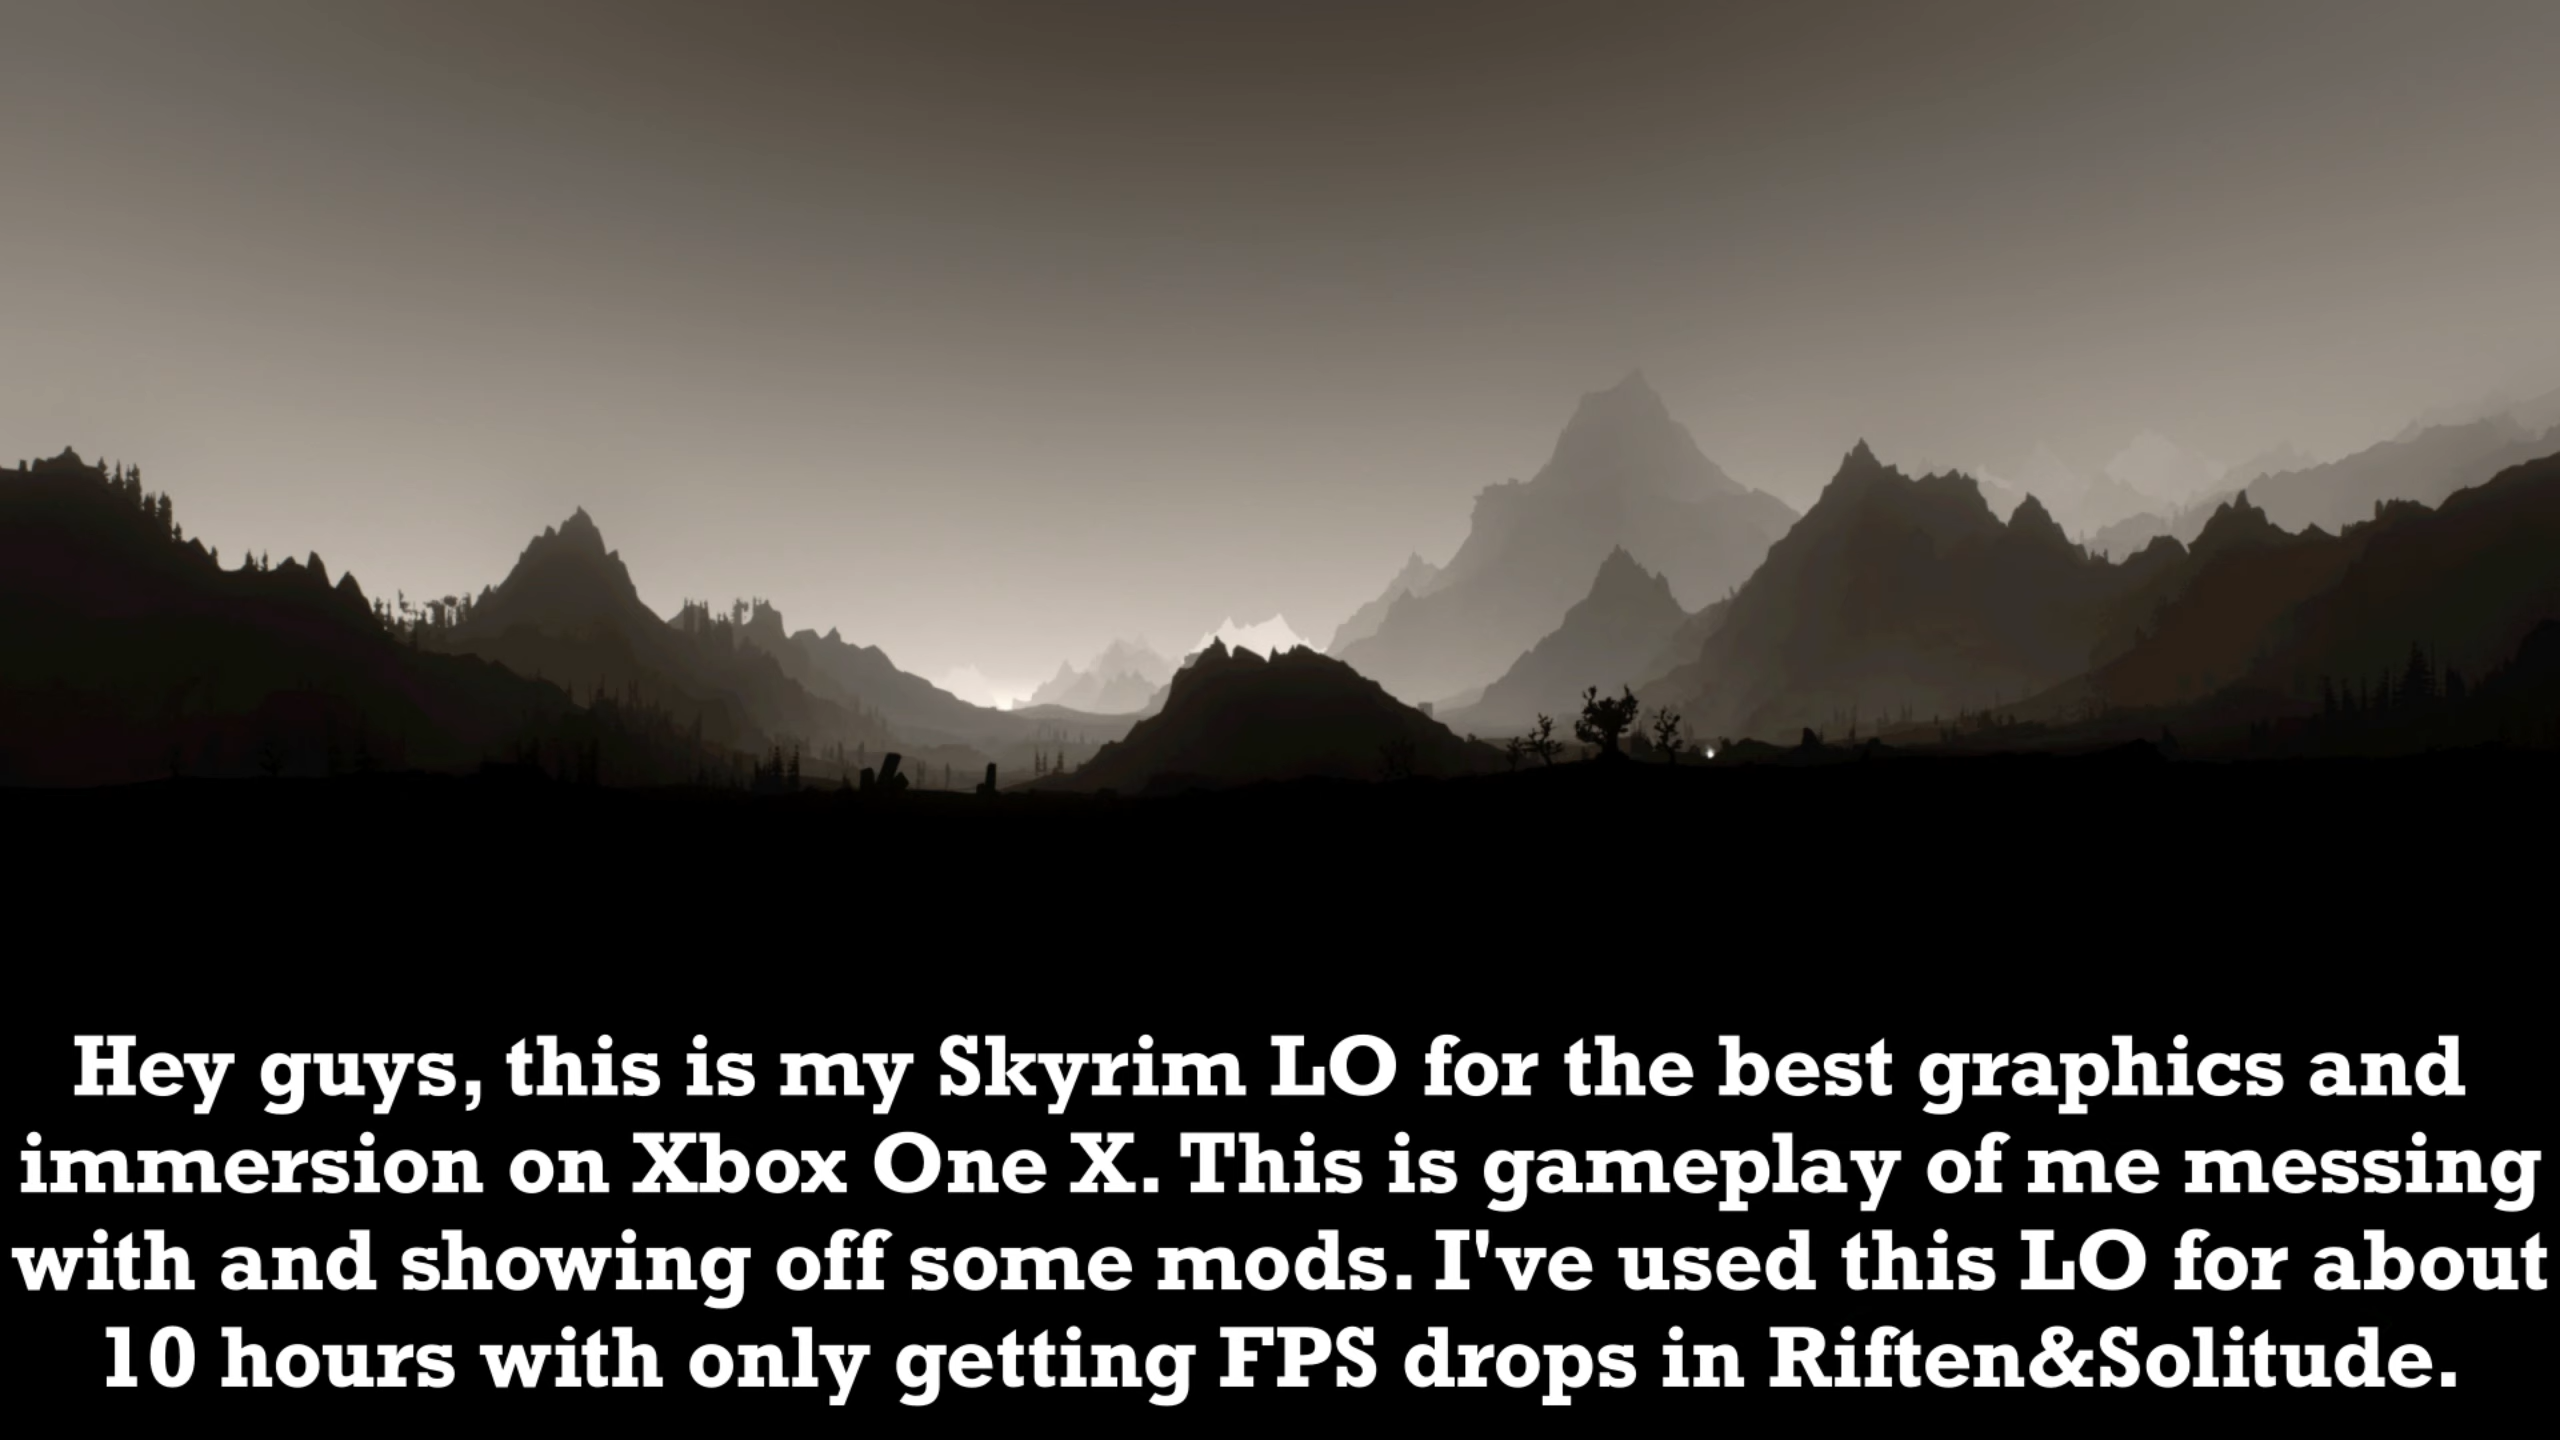 Hey guys, this is my Skyrim LO for the best graphics and
immersion on Xbox One X. This is gameplay of me messing
with and showing off some mods. I've used this LO for about
10 hours with only getting FPS drops in Riften&Solitude.